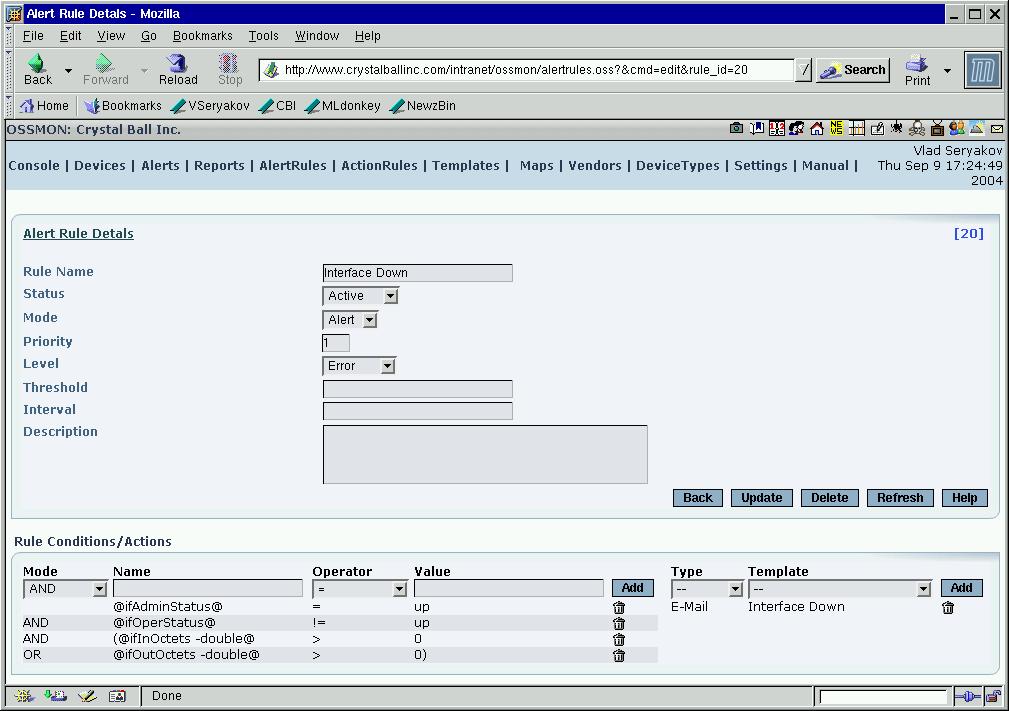 Alert Rule Detals - Mozilla
File Edit View Go Bookmarks Tools Window Help
Back Forward Reload Stop http://www.crystalballinc.com/intranet/ossmon/alertrules.oss?&cmd=edit&rule_id=20 Search Print
Home Bookmarks VSeryakov CBI MLdonkey NewzBin
OSSMON: Crystal Ball Inc.
Vlad Seryakov
Console | Devices | Alerts | Reports | AlertRules | ActionRules | Templates | Maps | Vendors | DeviceTypes | Settings | Manual | Thu Sep 9 17:24:49
2004
Alert Rule Detals [20]
Rule Name Interface Down
Status Active
Mode Alert
Priority 1
Level Error
Threshold
Interval
Description
Back Update Delete Refresh Help
Rule Conditions/Actions
Mode Name Operator Value Type Template
AND = Add -- -- Add
@ifAdminStatus@ = up E-Mail Interface Down
AND @ifOperStatus@ != up
AND (@ifInOctets -double@ > 0
OR @ifOutOctets -double@ > 0)
Done